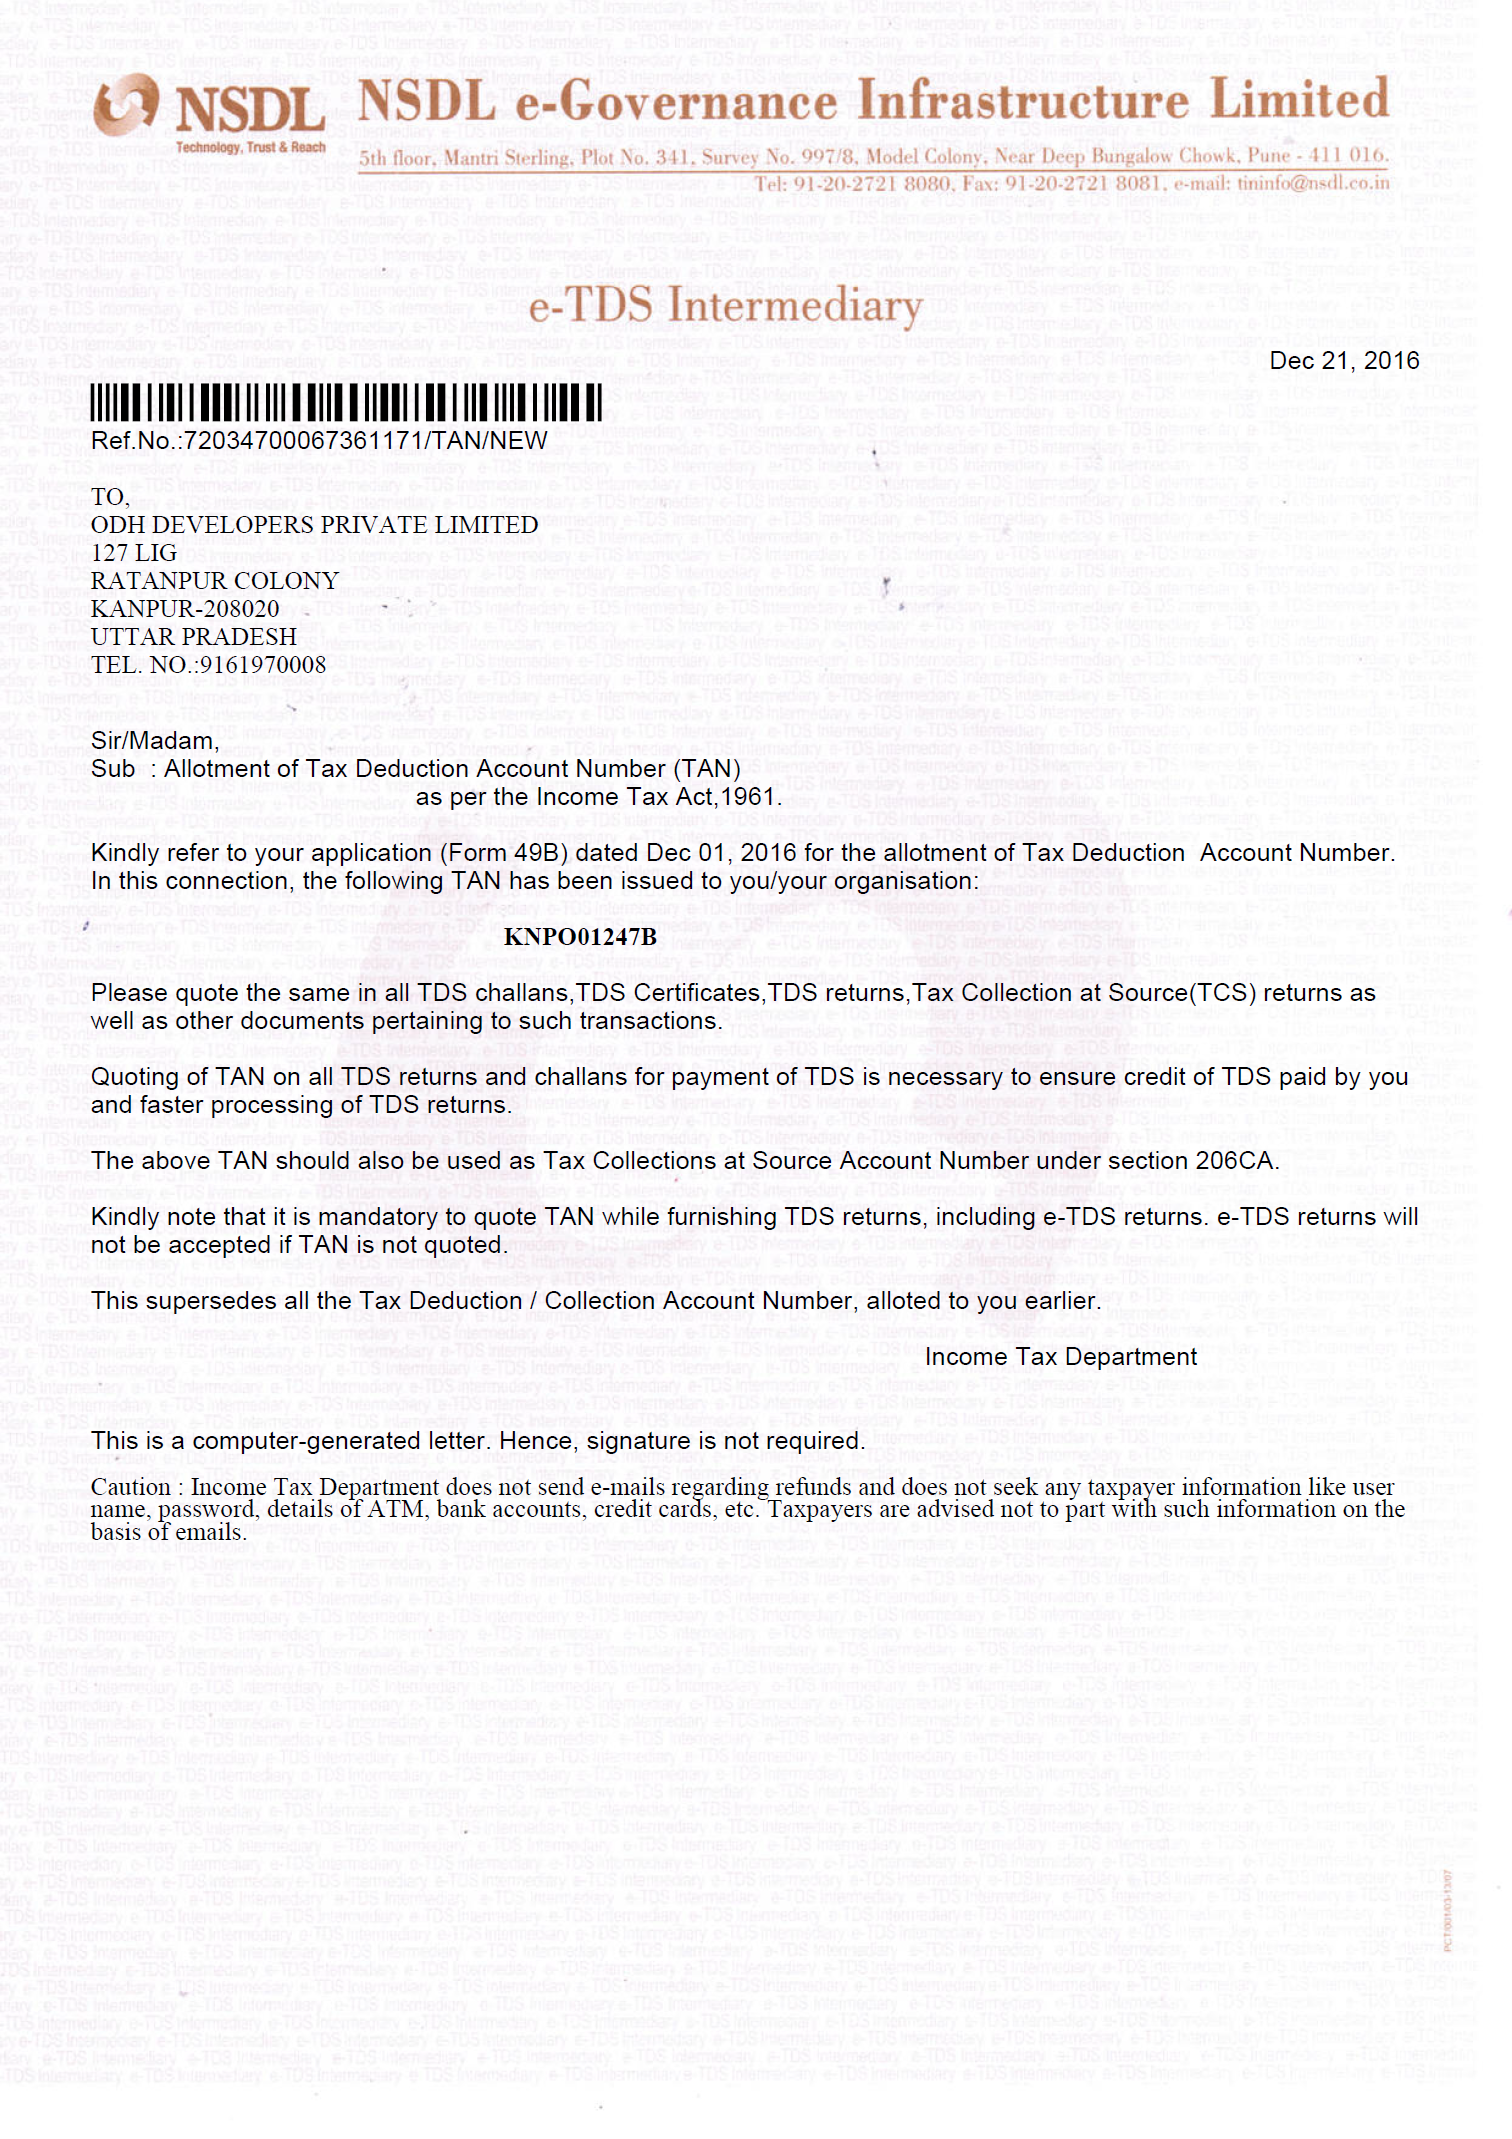 NSDL
Technology, Trust & Reach
NSDL e-Governance Infrastructure Limited
5th floor, Mantri Sterling, Plot No. 341, Survey No. 997/8, Model Colony, Near Deep Bungalow Chowk, Pune - 411 016.
Tel: 91-20-2721 8080, Fax: 91-20-2721 8081, e-mail: tininfo@nsdl.co.in
e-TDS Intermediary
Dec 21, 2016
Ref.No.:72034700067361171/TAN/NEW
TO,
ODH DEVELOPERS PRIVATE LIMITED
127 LIG
RATANPUR COLONY
KANPUR-208020
UTTAR PRADESH
TEL. NO.:9161970008
Sir/Madam,
Sub : Allotment of Tax Deduction Account Number (TAN)
as per the Income Tax Act,1961.
Kindly refer to your application (Form 49B) dated Dec 01, 2016 for the allotment of Tax Deduction Account Number.
In this connection, the following TAN has been issued to you/your organisation:
KNPO01247B
Please quote the same in all TDS challans,TDS Certificates,TDS returns,Tax Collection at Source(TCS) returns as
well as other documents pertaining to such transactions.
Quoting of TAN on all TDS returns and challans for payment of TDS is necessary to ensure credit of TDS paid by you
and faster processing of TDS returns.
The above TAN should also be used as Tax Collections at Source Account Number under section 206CA.
Kindly note that it is mandatory to quote TAN while furnishing TDS returns, including e-TDS returns. e-TDS returns will
not be accepted if TAN is not quoted.
This supersedes all the Tax Deduction / Collection Account Number, alloted to you earlier.
Income Tax Department
This is a computer-generated letter. Hence, signature is not required.
Caution : Income Tax Department does not send e-mails regarding refunds and does not seek any taxpayer information like user
name, password, details of ATM, bank accounts, credit cards, etc. Taxpayers are advised not to part with such information on the
basis of emails.
PCT/001/03-13/07